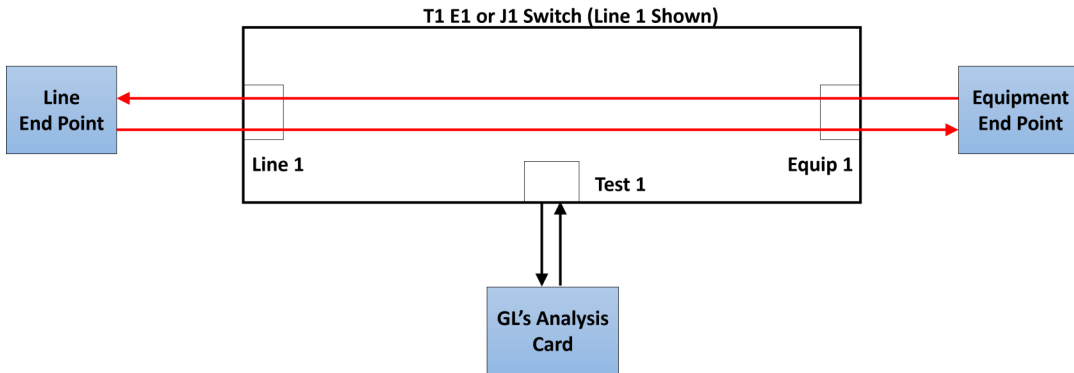 T1 E1 or J1 Switch (Line 1 Shown)
Line
End Point
Equipment
End Point
Line 1
Equip 1
Test 1
GL’s Analysis
Card